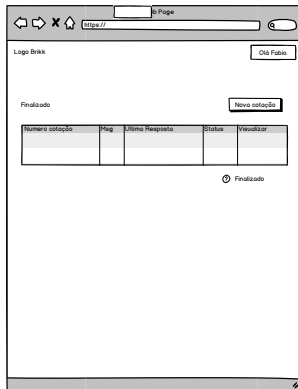 b Page
https://
Logo Brikk
Olá Fabio.
Finalizado
Nova cotação
Numero cotação Msg Ultima Resposta Status Visualizar
? Finalizado